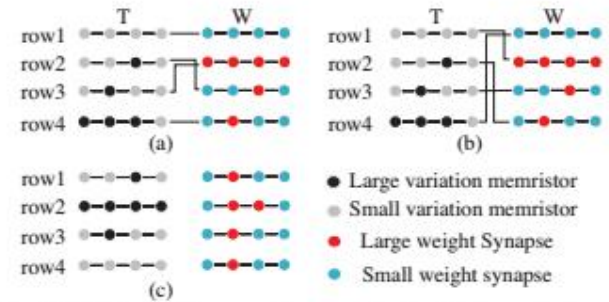 T W T W
row1 row1
row2 row2
row3 row3
row4 row4
(a) (b)
T W
row1 Large variation memristor
row2 Small variation memristor
row3 Large weight Synapse
row4 Small weight synapse
(c)